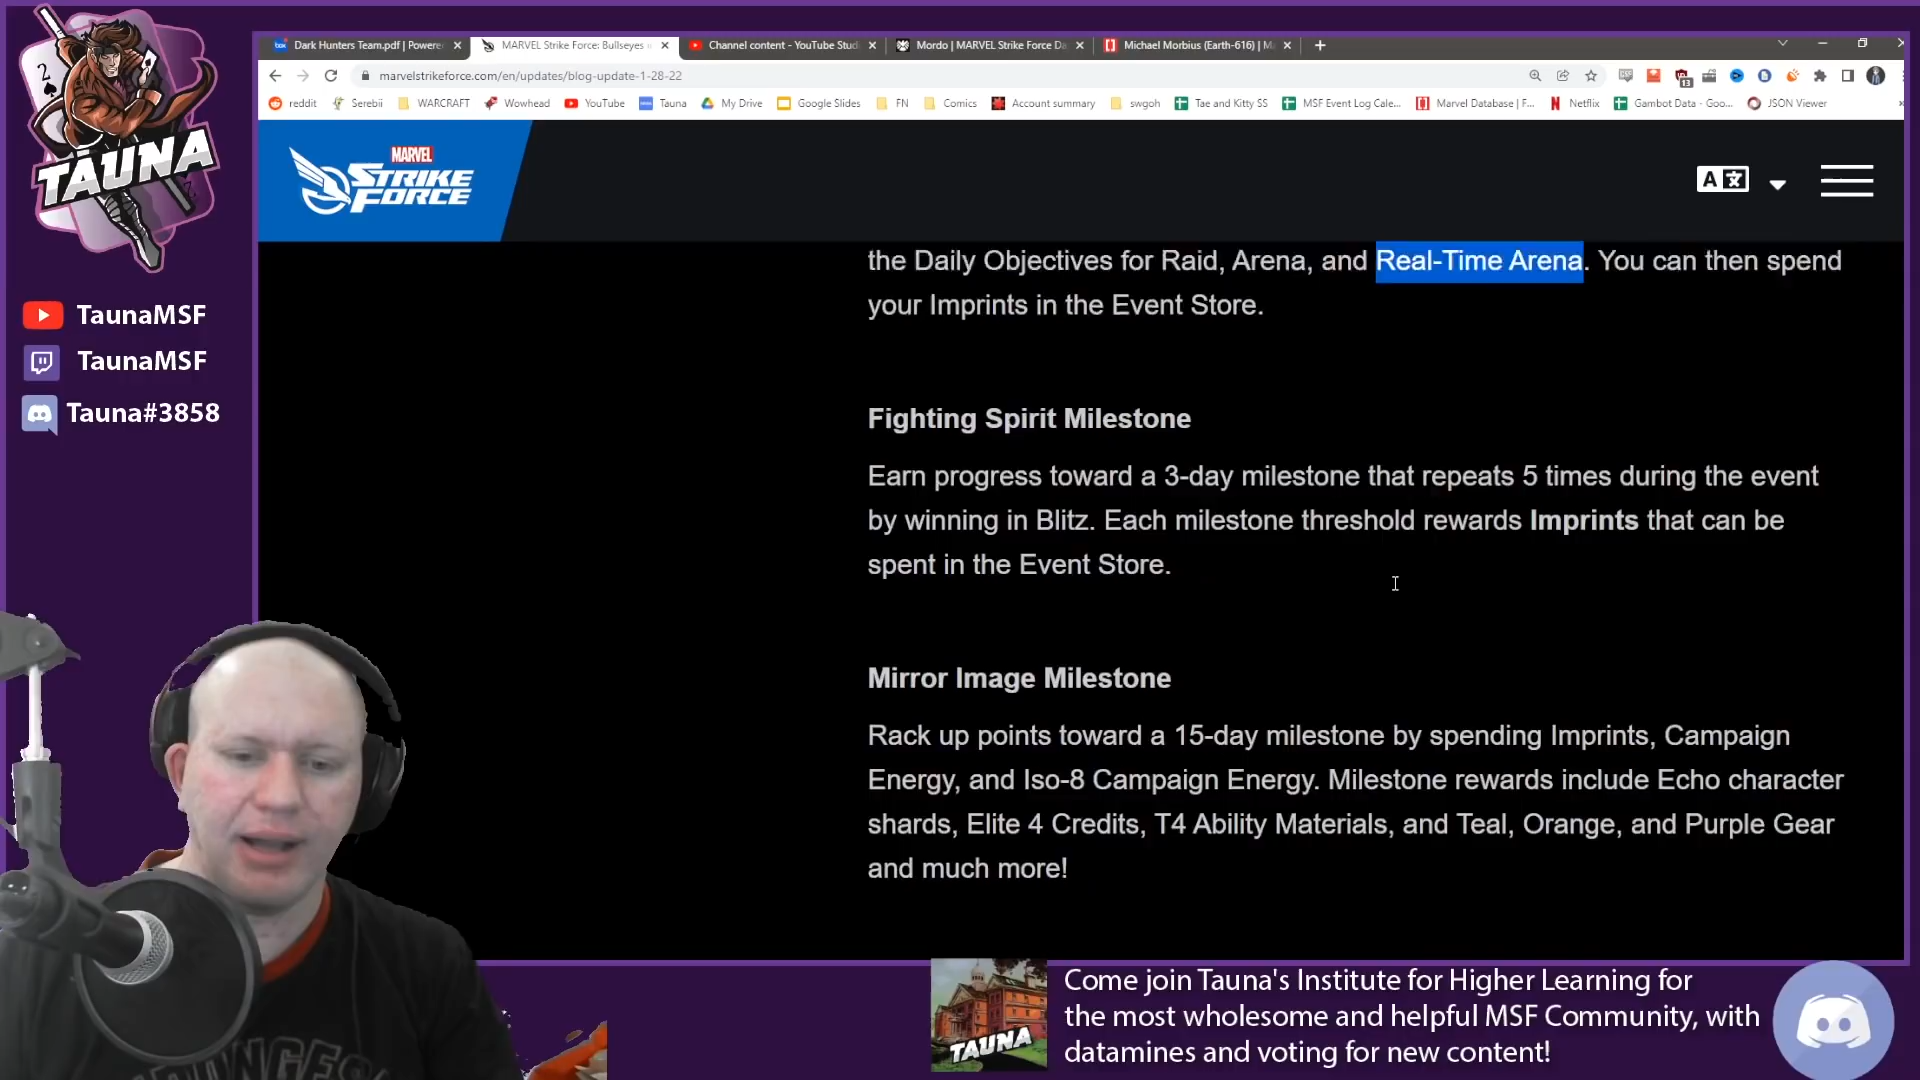 Dark Hunters Team.pdf | Powere
MARVEL Strike Force: Bullseyes
Channel content - YouTube Stud
Mordo | MARVEL Strike Force Da
Michael Morbius (Earth-616) | M
marvelstrikeforce.com/en/updates/blog-update-1-28-22
reddit
Serebii
WARCRAFT
Wowhead
YouTube
Tauna
My Drive
Google Slides
FN
Comics
Account summary
swgoh
Tae and Kitty SS
MSF Event Log Cale...
Marvel Database | F...
Netflix
Gambot Data - Goo...
JSON Viewer
MARVEL
STRIKE
FORCE
TAUNA
TaunaMSF
TaunaMSF
Tauna#3858
the Daily Objectives for Raid, Arena, and Real-Time Arena. You can then spend
your Imprints in the Event Store.
Fighting Spirit Milestone
Earn progress toward a 3-day milestone that repeats 5 times during the event
by winning in Blitz. Each milestone threshold rewards Imprints that can be
spent in the Event Store.
Mirror Image Milestone
Rack up points toward a 15-day milestone by spending Imprints, Campaign
Energy, and Iso-8 Campaign Energy. Milestone rewards include Echo character
shards, Elite 4 Credits, T4 Ability Materials, and Teal, Orange, and Purple Gear
and much more!
TAUNA
Come join Tauna's Institute for Higher Learning for
the most wholesome and helpful MSF Community, with
datamines and voting for new content!